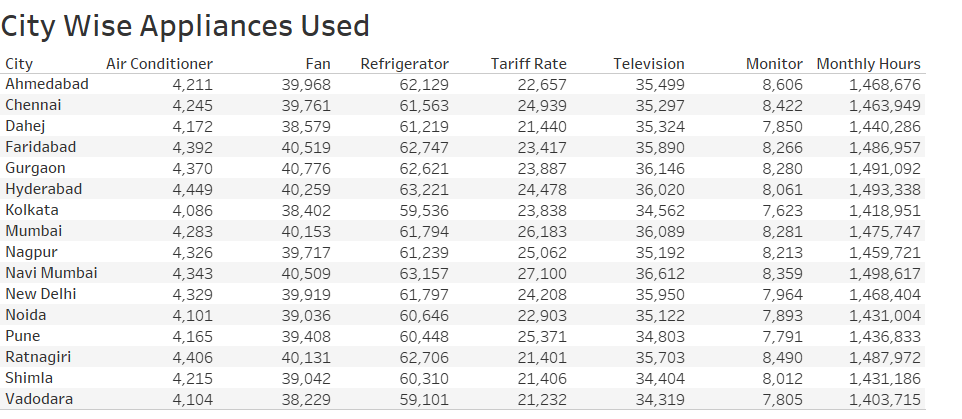 City Wise Appliances Used
City Air Conditioner Fan Refrigerator Tariff Rate Television Monitor Monthly Hours
Ahmedabad 4,211 39,968 62,129 22,657 35,499 8,606 1,468,676
Chennai 4,245 39,761 61,563 24,939 35,297 8,422 1,463,949
Dahej 4,172 38,579 61,219 21,440 35,324 7,850 1,440,286
Faridabad 4,392 40,519 62,747 23,417 35,890 8,266 1,486,957
Gurgaon 4,370 40,776 62,621 23,887 36,146 8,280 1,491,092
Hyderabad 4,449 40,259 63,221 24,478 36,020 8,061 1,493,338
Kolkata 4,086 38,402 59,536 23,838 34,562 7,623 1,418,951
Mumbai 4,283 40,153 61,794 26,183 36,089 8,281 1,475,747
Nagpur 4,326 39,717 61,239 25,062 35,192 8,213 1,459,721
Navi Mumbai 4,343 40,509 63,157 27,100 36,612 8,359 1,498,617
New Delhi 4,329 39,919 61,797 24,208 35,950 7,964 1,468,404
Noida 4,101 39,036 60,646 22,903 35,122 7,893 1,431,004
Pune 4,165 39,408 60,448 25,371 34,803 7,791 1,436,833
Ratnagiri 4,406 40,131 62,706 21,401 35,703 8,490 1,487,972
Shimla 4,215 39,042 60,310 21,406 34,404 8,012 1,431,186
Vadodara 4,104 38,229 59,101 21,232 34,319 7,805 1,403,715